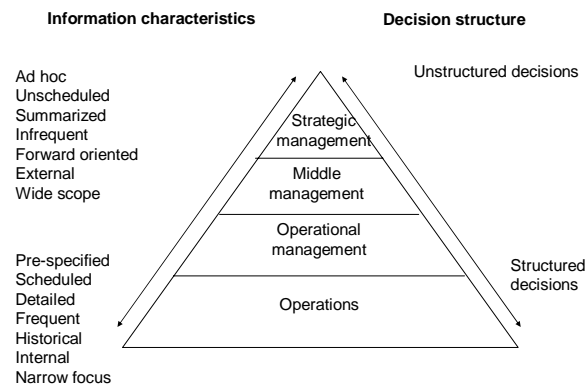 Information characteristics
Decision structure
Ad hoc
Unscheduled
Summarized
Infrequent
Forward oriented
External
Wide scope
Unstructured decisions
Strategic
management
Middle
management
Operational
management
Operations
Pre-specified
Scheduled
Detailed
Frequent
Historical
Internal
Narrow focus
Structured
decisions